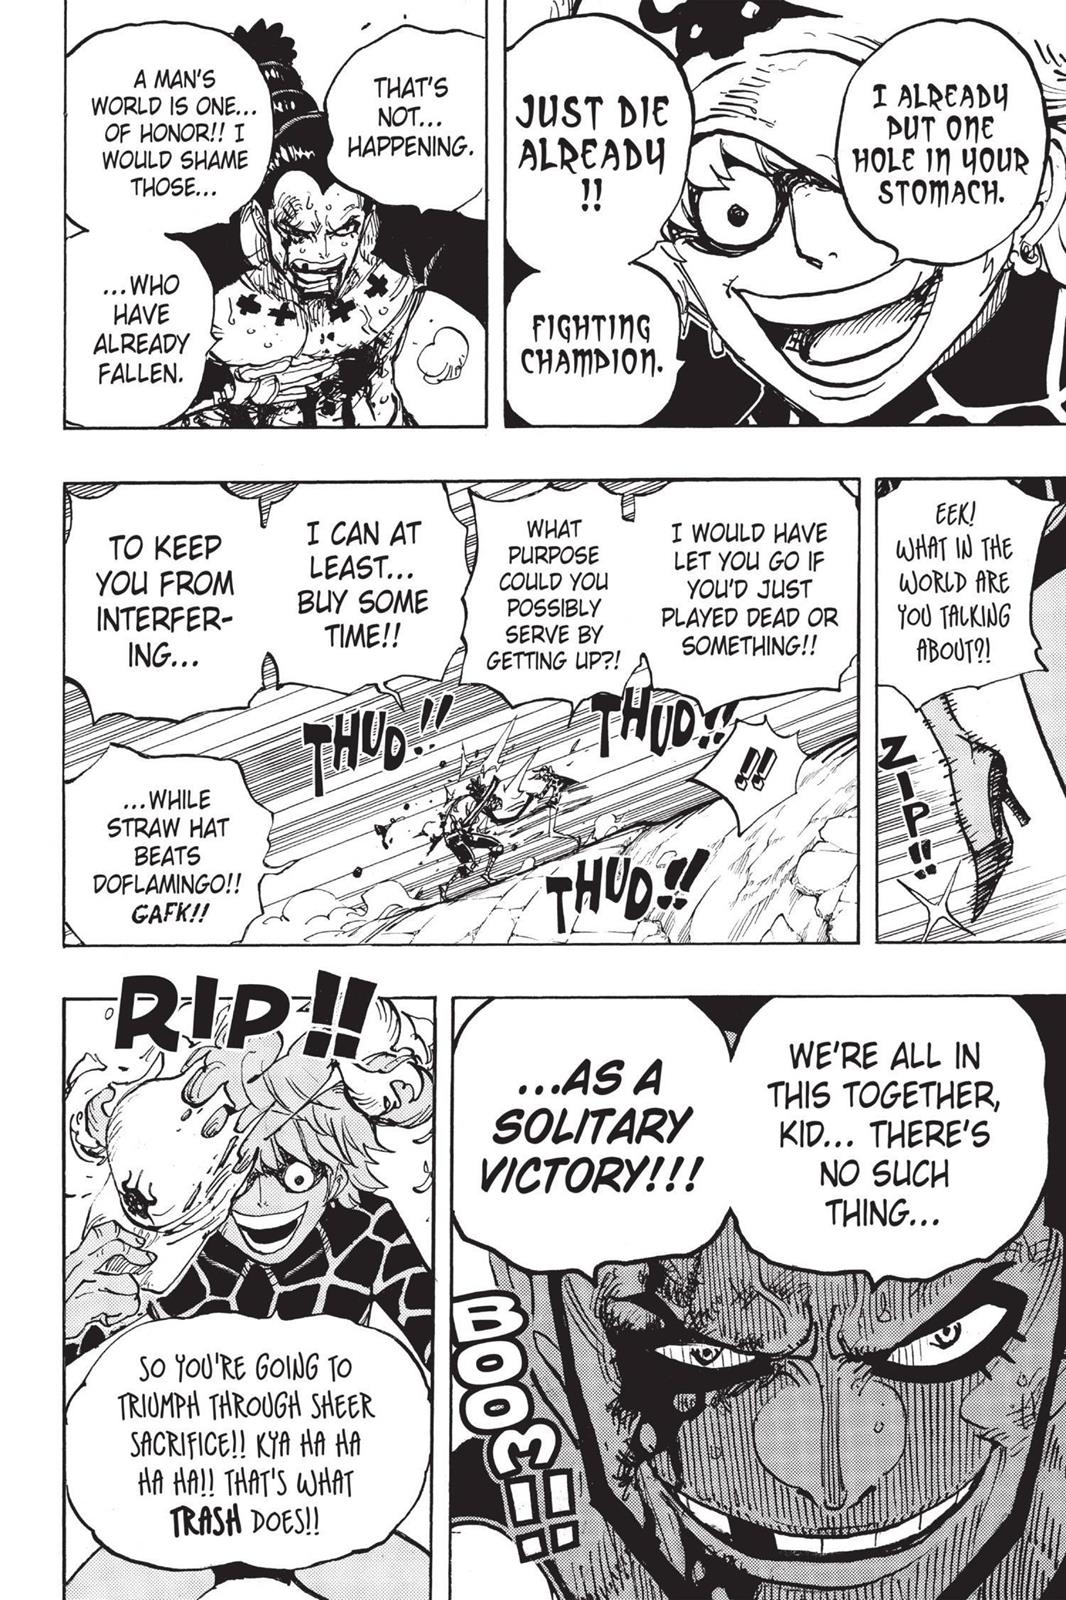 I ALREADY
PUT ONE
HOLE IN YOUR
STOMACH.
JUST DIE
ALREADY
!!
FIGHTING
CHAMPION.
THAT'S
NOT...
HAPPENING.
A MAN'S
WORLD IS ONE...
OF HONOR!! I
WOULD SHAME
THOSE...
...WHO
HAVE
ALREADY
FALLEN.
EEK!
WHAT IN THE
WORLD ARE
YOU TALKING
ABOUT?!
ZIP!!
I WOULD HAVE
LET YOU GO IF
YOU'D JUST
PLAYED DEAD OR
SOMETHING!!
WHAT
PURPOSE
COULD YOU
POSSIBLY
SERVE BY
GETTING UP?!
!!
I CAN AT
LEAST...
BUY SOME
TIME!!
TO KEEP
YOU FROM
INTERFER-
ING...
THUD!!
THUD!!
THUD!!
...WHILE
STRAW HAT
BEATS
DOFLAMINGO!!
GAFK!!
WE'RE ALL IN
THIS TOGETHER,
KID... THERE'S
NO SUCH
THING...
...AS A
SOLITARY
VICTORY!!!
BOOM!!
RIP!!
SO YOU'RE GOING TO
TRIUMPH THROUGH SHEER
SACRIFICE!! KYA HA HA
HA HA!! THAT'S WHAT
TRASH DOES!!